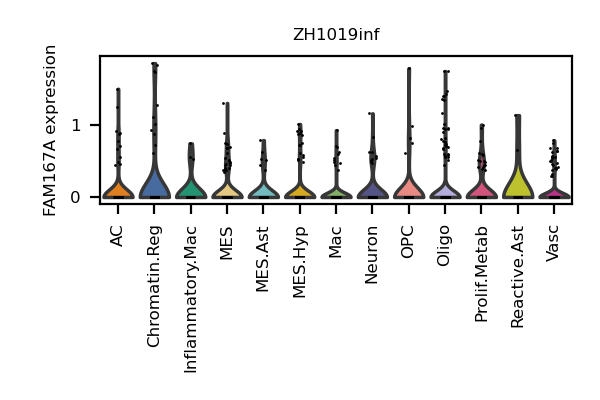 ZH1019inf
FAM167A expression
1
0
AC
Chromatin.Reg
Inflammatory.Mac
MES
MES.Ast
MES.Hyp
Mac
Neuron
OPC
Oligo
Prolif.Metab
Reactive.Ast
Vasc